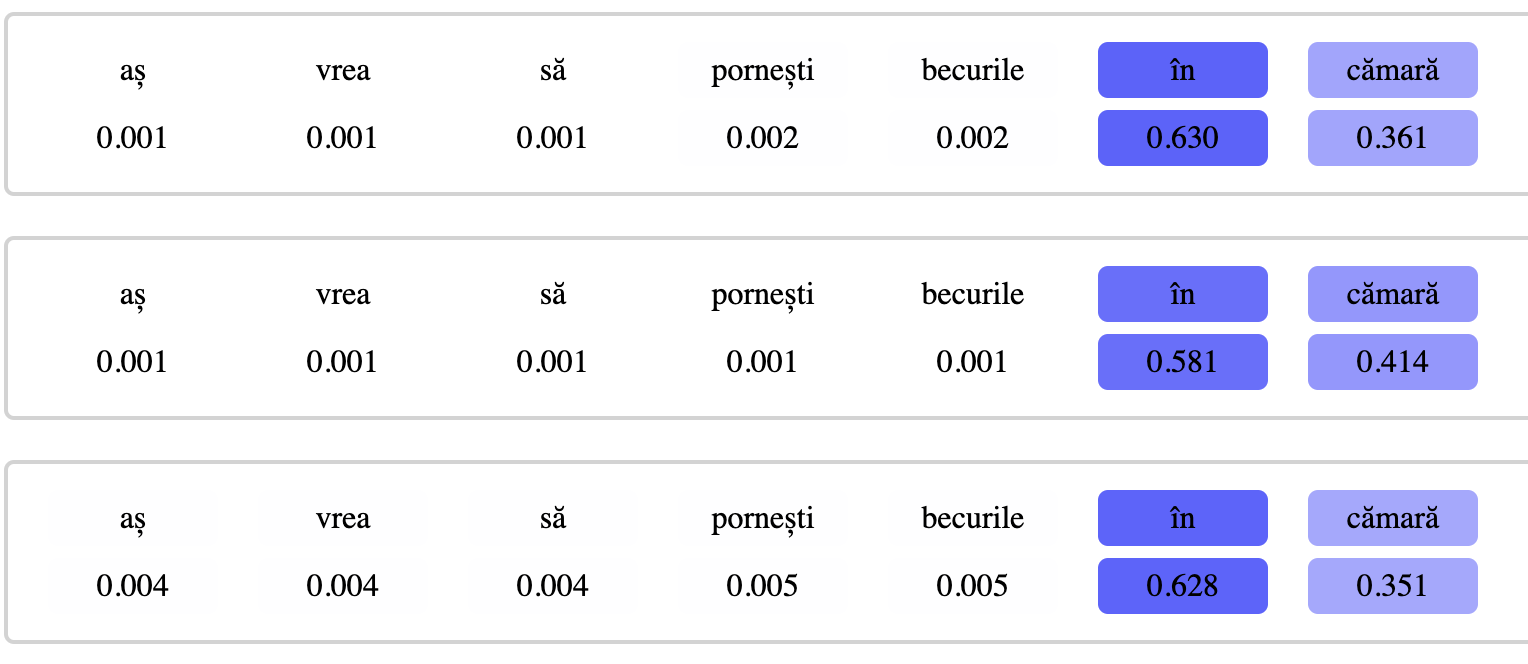 aș vrea să pornești becurile în cămară
0.001 0.001 0.001 0.002 0.002 0.630 0.361
aș vrea să pornești becurile în cămară
0.001 0.001 0.001 0.001 0.001 0.581 0.414
aș vrea să pornești becurile în cămară
0.004 0.004 0.004 0.005 0.005 0.628 0.351